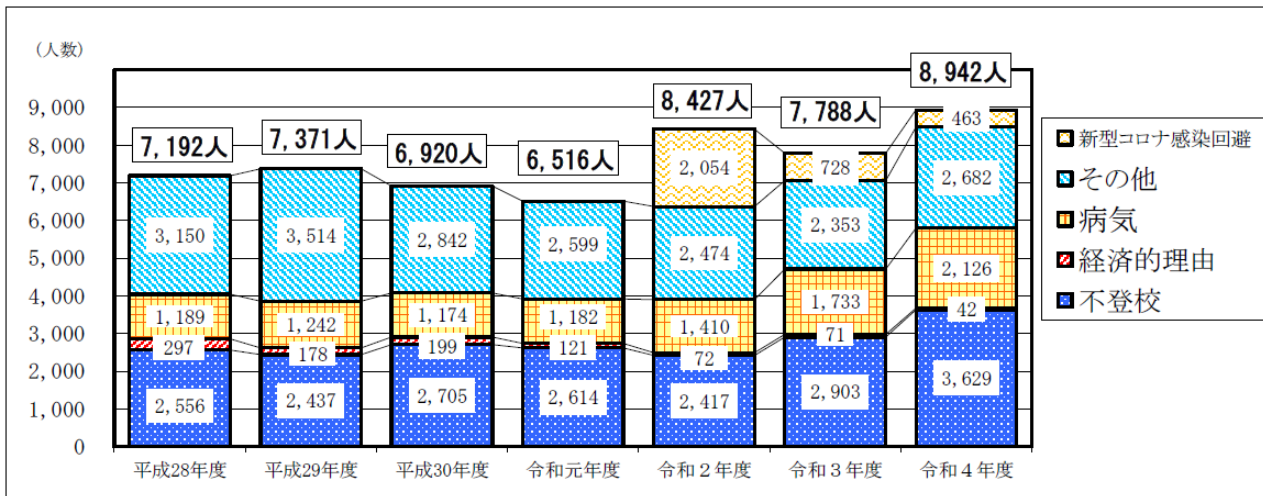 (人数)
7,192人 7,371人 6,920人 6,516人 8,427人 7,788人 8,942人
9,000
8,000
7,000
6,000
5,000
4,000
3,000
2,000
1,000
0
3,150 1,189 297 2,556
3,514 1,242 178 2,437
2,842 1,174 199 2,705
2,599 1,182 121 2,614
2,054 2,474 1,410 72 2,417
728 2,353 1,733 71 2,903
463 2,682 2,126 42 3,629
平成28年度 平成29年度 平成30年度 令和元年度 令和2年度 令和3年度 令和4年度
新型コロナ感染回避
その他
病気
経済的理由
不登校